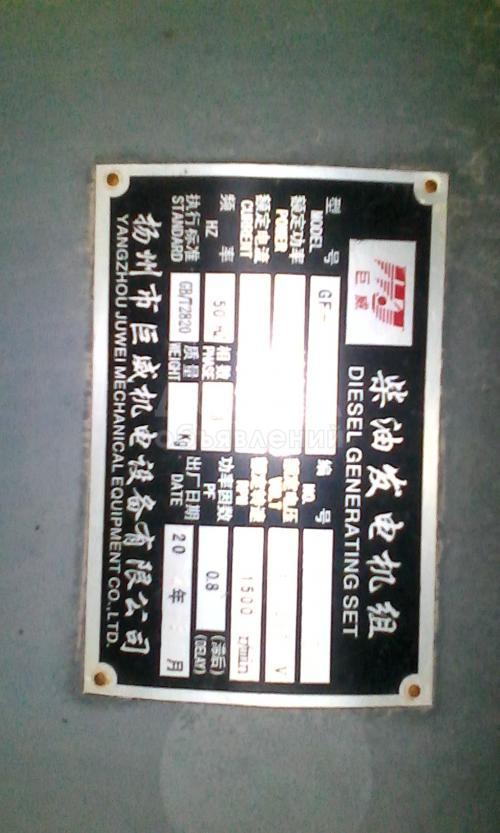 巨威
柴油发电机组
DIESEL GENERATING SET
型 号 GF- 编 号
MODEL NO.
额定功率 额定电压 V
POWER VOLT
额定电流 额定转速 1500 r/min
CURRENT RPM
频 率 50 相数 功率因数 0.8 (滞后)
HZ PHASE PF (DELAY)
执行标准 GB/T2820 质量 Kg 出厂日期 20 年 月
STANDARD WEIGHT DATE
扬州市巨威机电设备有限公司
YANGZHOU JUWEI MECHANICAL EQUIPMENT CO.,LTD.
объявлений